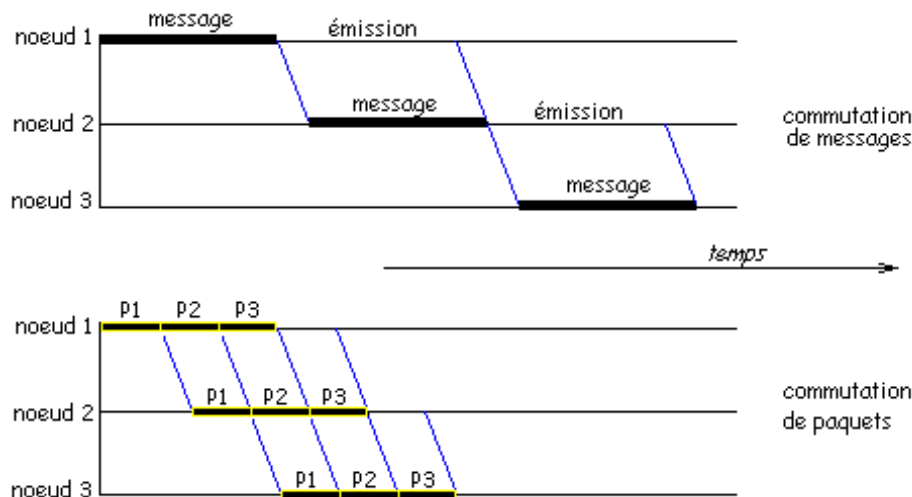 message émission
noeud 1
message émission
noeud 2
commutation
de messages
message
noeud 3
temps
P1 P2 P3
noeud 1
P1 P2 P3
noeud 2
commutation
de paquets
P1 P2 P3
noeud 3